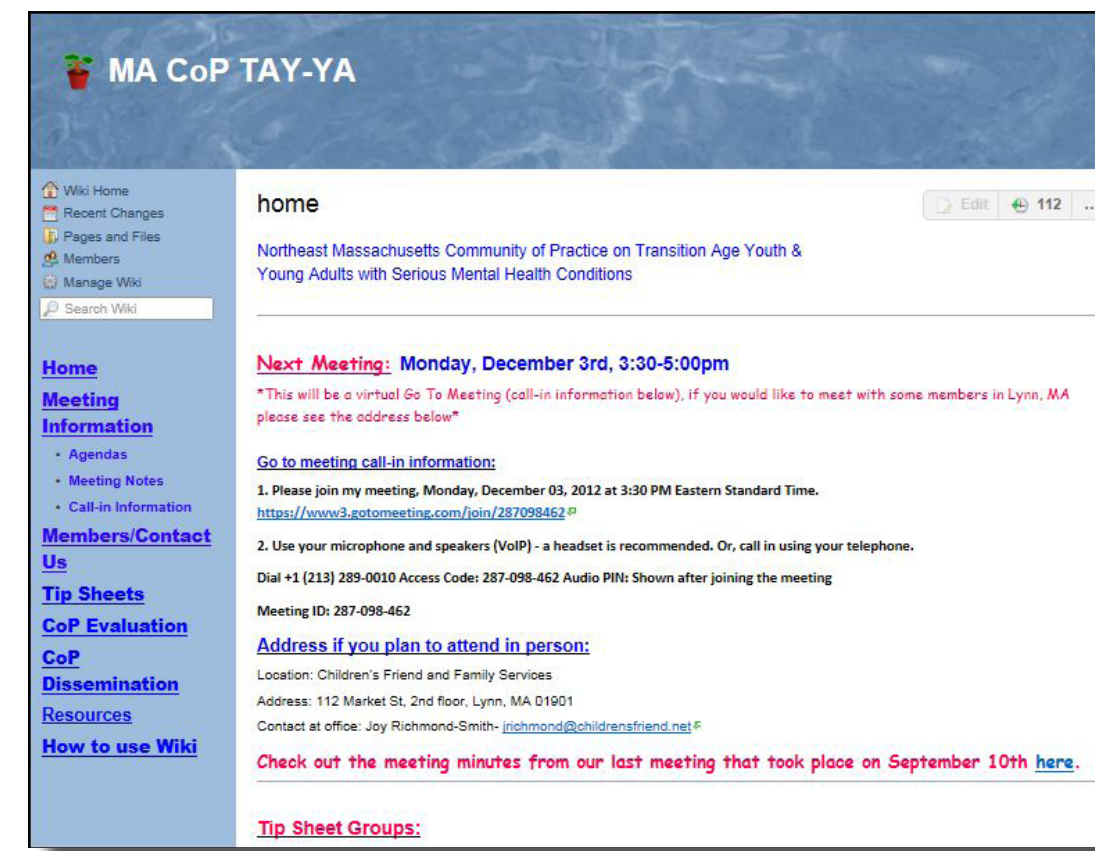 MA CoP TAY-YA
Wiki Home
Recent Changes
Pages and Files
Members
Manage Wiki
Search Wiki
Home
Meeting
Information
• Agendas
• Meeting Notes
• Call-in Information
Members/Contact
Us
Tip Sheets
CoP Evaluation
CoP
Dissemination
Resources
How to use Wiki
home
Edit 112 ..
Northeast Massachusetts Community of Practice on Transition Age Youth &
Young Adults with Serious Mental Health Conditions
Next Meeting: Monday, December 3rd, 3:30-5:00pm
*This will be a virtual Go To Meeting (call-in information below), if you would like to meet with some members in Lynn, MA
please see the address below*
Go to meeting call-in information:
1. Please join my meeting, Monday, December 03, 2012 at 3:30 PM Eastern Standard Time.
https://www3.gotomeeting.com/join/287098462
2. Use your microphone and speakers (VoIP) - a headset is recommended. Or, call in using your telephone.
Dial +1 (213) 289-0010 Access Code: 287-098-462 Audio PIN: Shown after joining the meeting
Meeting ID: 287-098-462
Address if you plan to attend in person:
Location: Children's Friend and Family Services
Address: 112 Market St, 2nd floor, Lynn, MA 01901
Contact at office: Joy Richmond-Smith- jrichmond@childrensfriend.net
Check out the meeting minutes from our last meeting that took place on September 10th here.
Tip Sheet Groups: